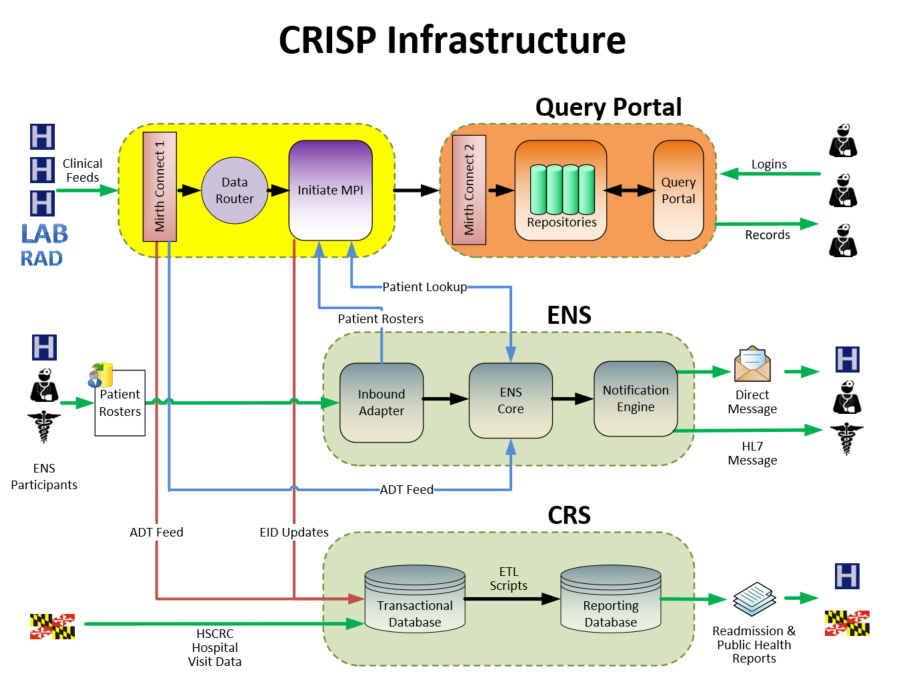 CRISP Infrastructure
Query Portal
H
H
H
LAB
RAD
Clinical
Feeds
Mirth Connect 1
Data
Router
Initiate MPI
Mirth Connect 2
Repositories
Query
Portal
Logins
Records
Patient Lookup
Patient Rosters
ENS
H
Patient
Rosters
ENS
Participants
Inbound
Adapter
ENS
Core
Notification
Engine
Direct
Message
HL7
Message
H
ADT Feed
ADT Feed
EID Updates
CRS
HSCRC
Hospital
Visit Data
Transactional
Database
ETL
Scripts
Reporting
Database
Readmission &
Public Health
Reports
H